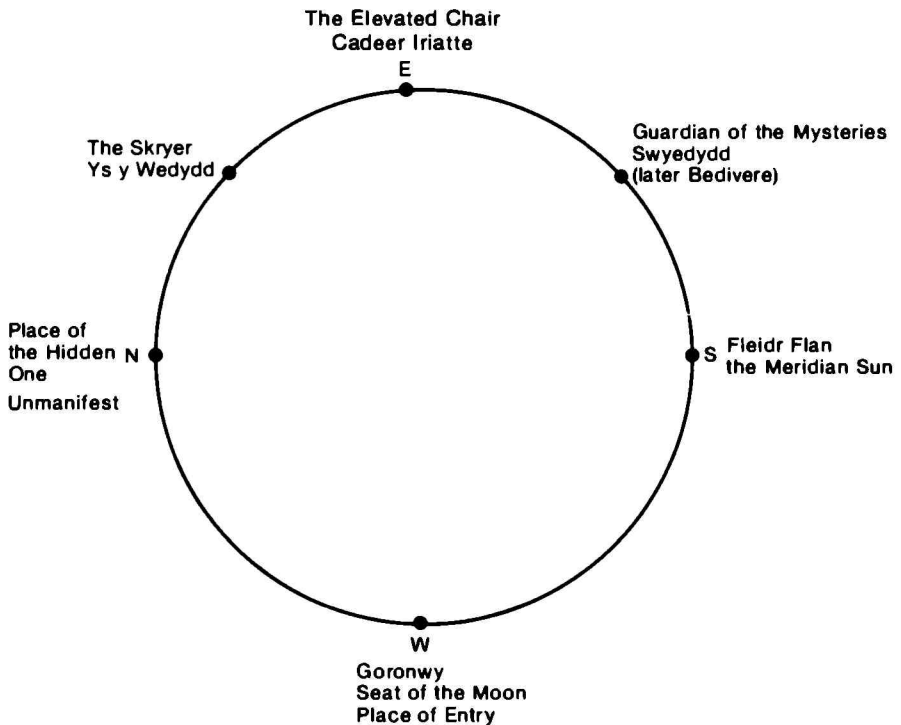 The Elevated Chair
Cadeer Iriatte
E
The Skryer
Ys y Wedydd
Guardian of the Mysteries
Swyedydd
(later Bedivere)
Place of
the Hidden
One
Unmanifest
N
S
Fleidr Flan
the Meridian Sun
W
Goronwy
Seat of the Moon
Place of Entry